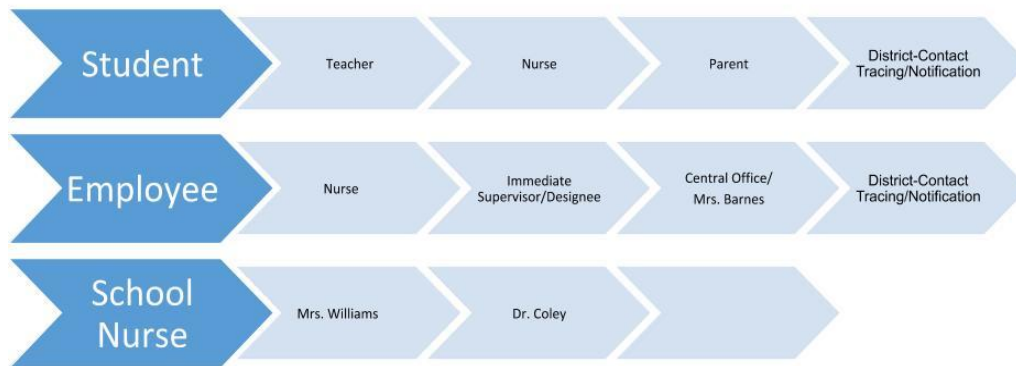 Student
Teacher
Nurse
Parent
District-Contact
Tracing/Notification
Employee
Nurse
Immediate
Supervisor/Designee
Central Office/
Mrs. Barnes
District-Contact
Tracing/Notification
School
Nurse
Mrs. Williams
Dr. Coley